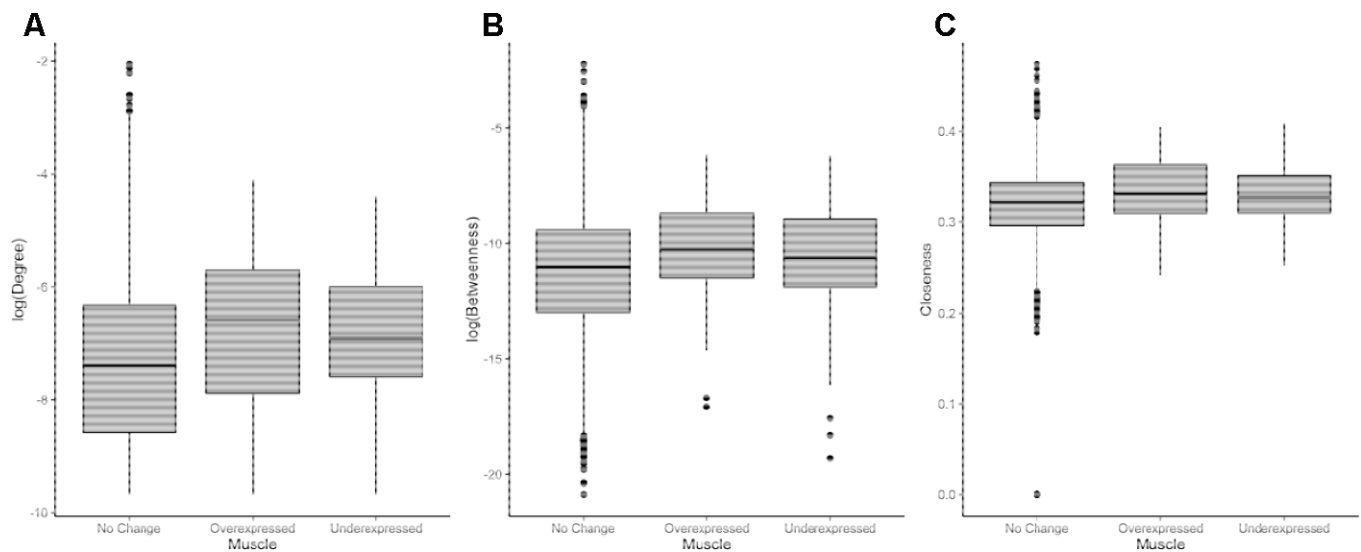 A
log(Degree)
-2
-4
-6
-8
-10
No Change Overexpressed Underexpressed
Muscle
B
log(Betweenness)
-5
-10
-15
-20
No Change Overexpressed Underexpressed
Muscle
C
Closeness
0.4
0.3
0.2
0.1
0.0
No Change Overexpressed Underexpressed
Muscle